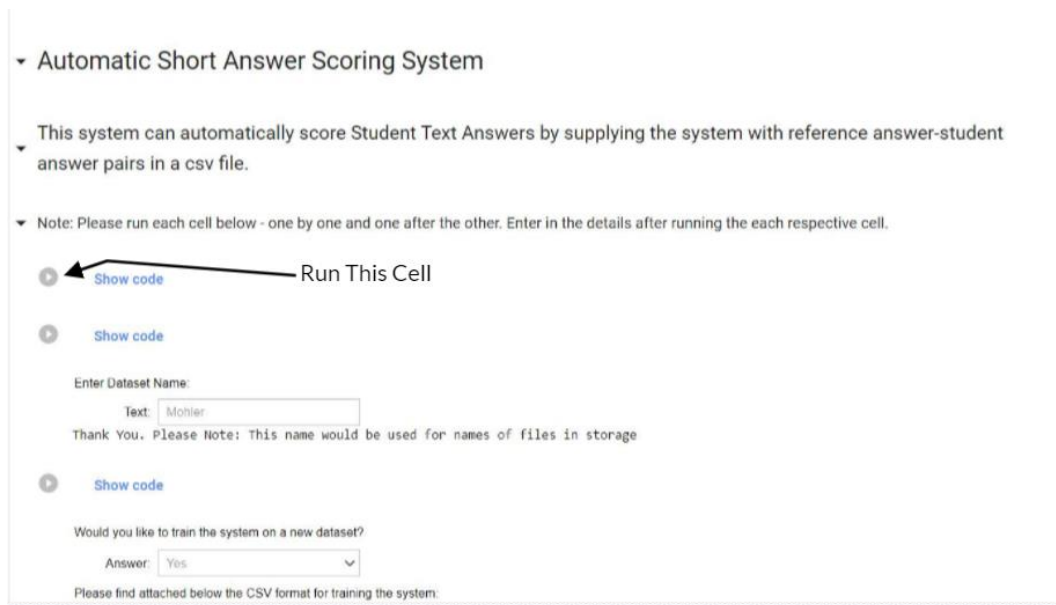 Automatic Short Answer Scoring System
This system can automatically score Student Text Answers by supplying the system with reference answer-student
answer pairs in a csv file.
Note: Please run each cell below - one by one and one after the other. Enter in the details after running the each respective cell.
Show code
Run This Cell
Show code
Enter Dataset Name:
Text: Mohler
Thank You. Please Note: This name would be used for names of files in storage
Show code
Would you like to train the system on a new dataset?
Answer: Yes
Please find attached below the CSV format for training the system: